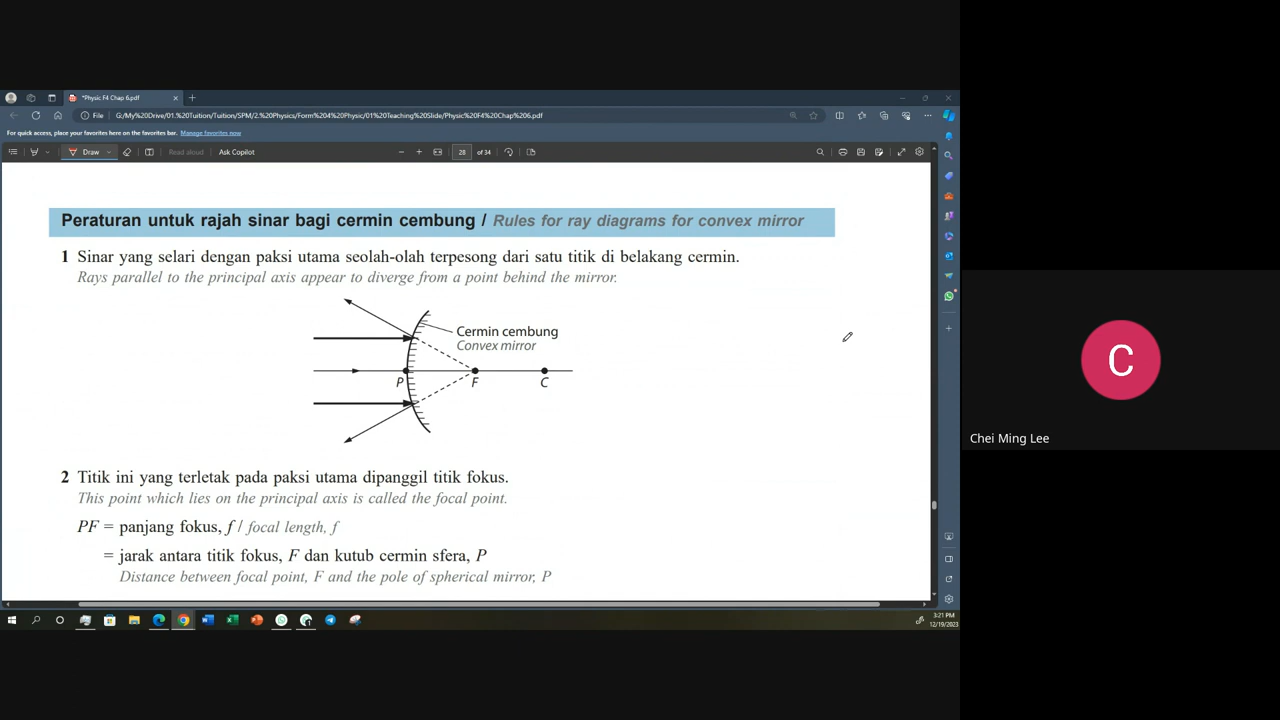 *Physic F4 Chap 6.pdf
File G:/My%20Drive/01.%20Tuition/Tuition/SPM/2.%20Physics/Form%204%20Physic/01%20Teaching%20Slide/Physic%20F4%20Chap%206.pdf
For quick access, place your favorites here on the favorites bar. Manage favorites now
Draw Read aloud Ask Copilot 28 of 34
Peraturan untuk rajah sinar bagi cermin cembung / Rules for ray diagrams for convex mirror
1 Sinar yang selari dengan paksi utama seolah-olah terpesong dari satu titik di belakang cermin.
Rays parallel to the principal axis appear to diverge from a point behind the mirror.
Cermin cembung
Convex mirror
P F C
2 Titik ini yang terletak pada paksi utama dipanggil titik fokus.
This point which lies on the principal axis is called the focal point.
PF = panjang fokus, f / focal length, f
= jarak antara titik fokus, F dan kutub cermin sfera, P
Distance between focal point, F and the pole of spherical mirror, P
3:21 PM
12/19/2023
C
Chei Ming Lee